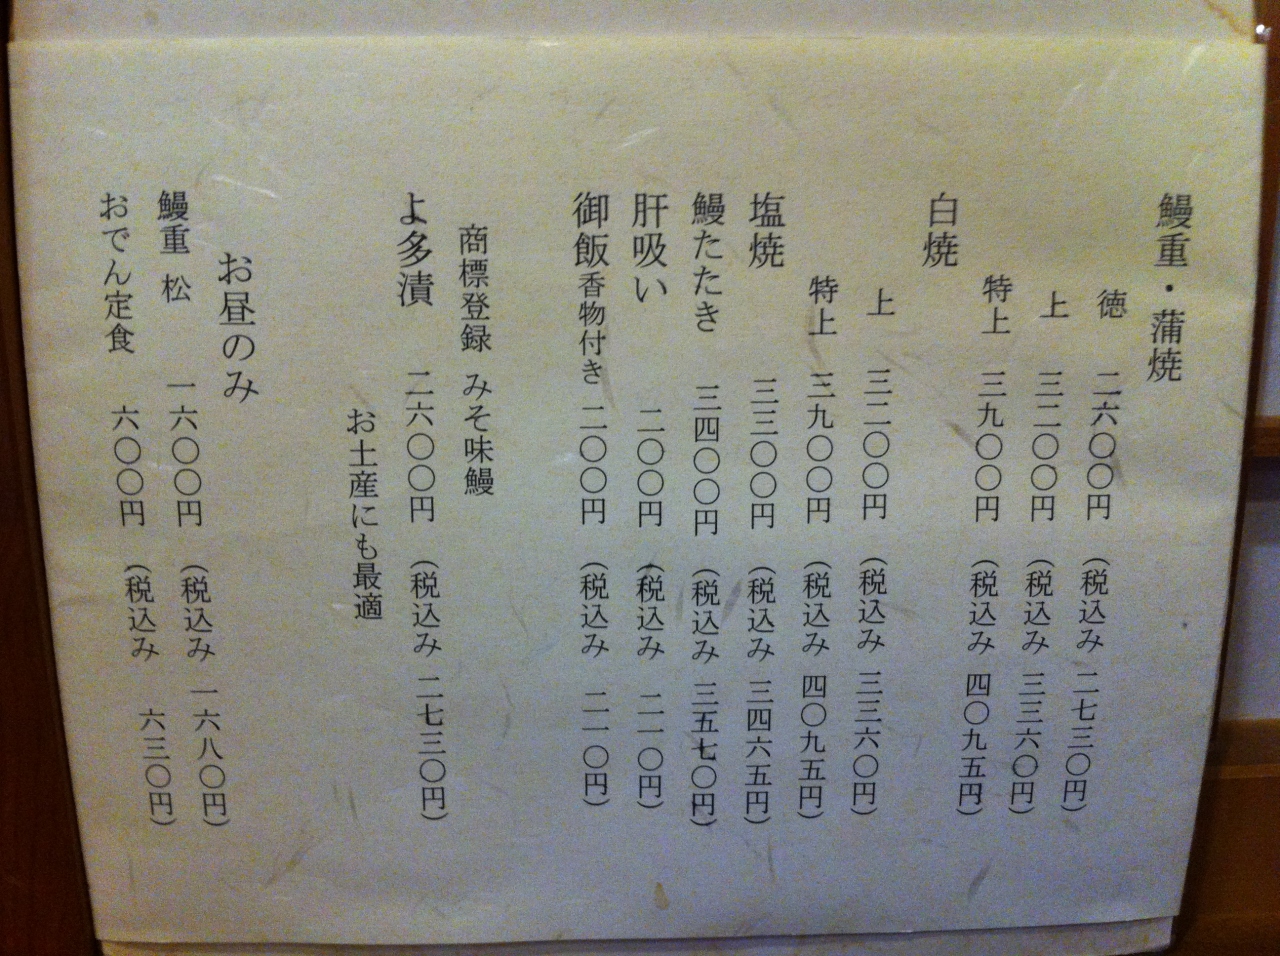 鰻重・蒲焼
徳 二六〇〇円 (税込み 二七三〇円)
上 三二〇〇円 (税込み 三三六〇円)
特上 三九〇〇円 (税込み 四〇九五円)
白焼
上 三二〇〇円 (税込み 三三六〇円)
特上 三九〇〇円 (税込み 四〇九五円)
塩焼 三三〇〇円 (税込み 三四六五円)
鰻たたき 三四〇〇円 (税込み 三五七〇円)
肝吸い 二〇〇円 (税込み 二一〇円)
御飯香物付き 二〇〇円 (税込み 二一〇円)
商標登録 みそ味鰻
よ多漬 二六〇〇円 (税込み 二七三〇円)
お土産にも最適
お昼のみ
鰻重 松 一六〇〇円 (税込み 一六八〇円)
おでん定食 六〇〇円 (税込み 六三〇円)